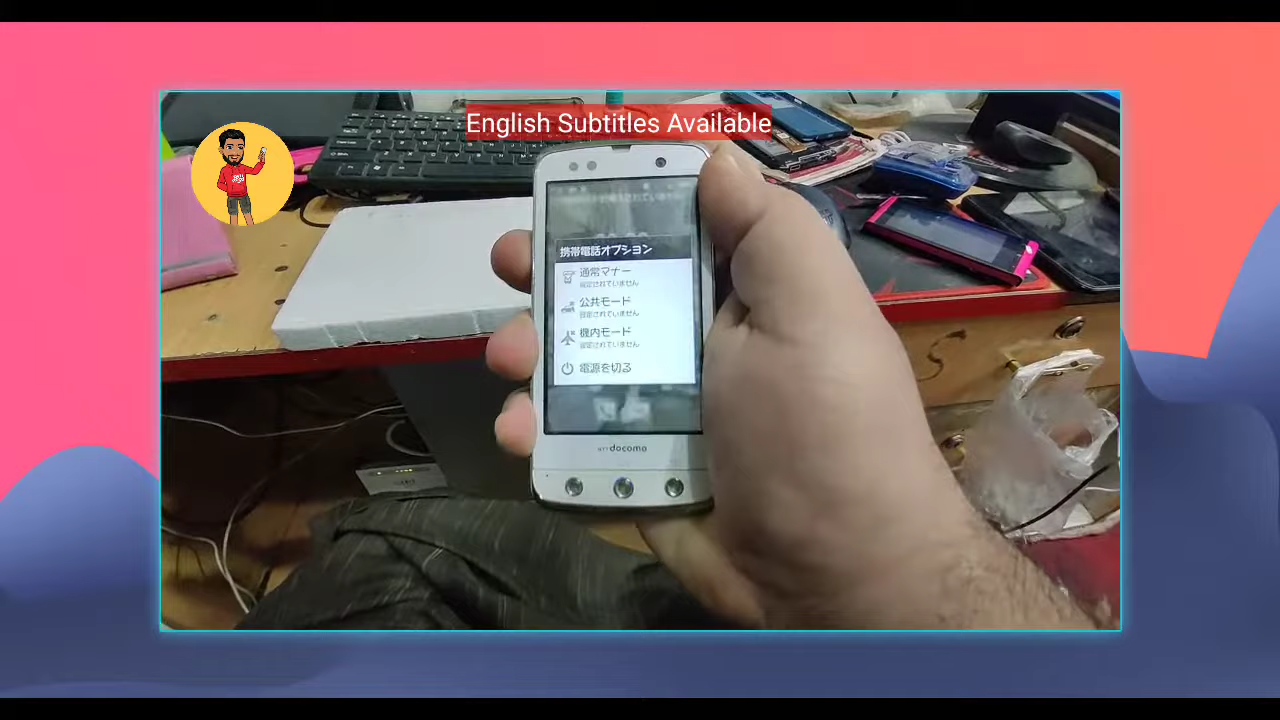 English Subtitles Available
携帯電話オプション
通常マナー
設定されていません
公共モード
設定されていません
機内モード
設定されていません
電源を切る
docomo